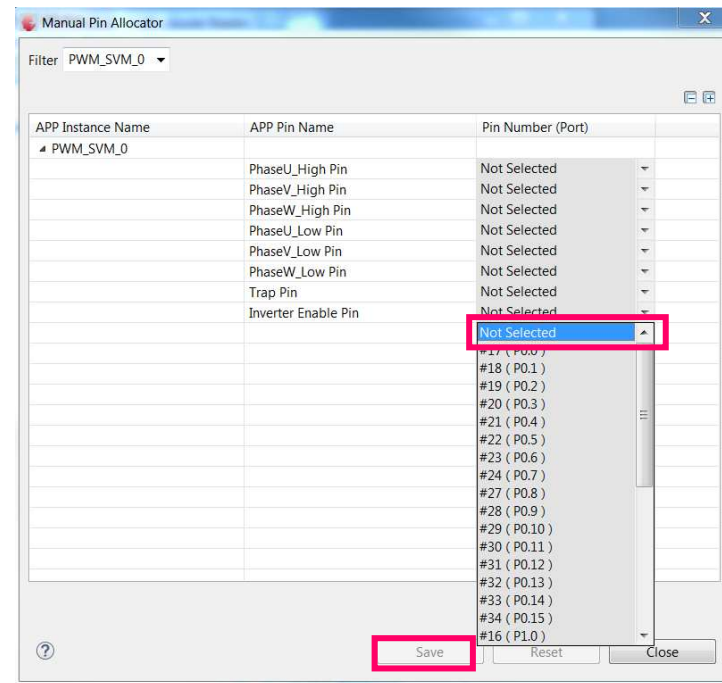 Manual Pin Allocator
X
Filter PWM_SVM_0
APP Instance Name APP Pin Name Pin Number (Port)
PWM_SVM_0
PhaseU_High Pin Not Selected
PhaseV_High Pin Not Selected
PhaseW_High Pin Not Selected
PhaseU_Low Pin Not Selected
PhaseV_Low Pin Not Selected
PhaseW_Low Pin Not Selected
Trap Pin Not Selected
Inverter Enable Pin Not Selected
Not Selected
#17 ( P0.0 )
#18 ( P0.1 )
#19 ( P0.2 )
#20 ( P0.3 )
#21 ( P0.4 )
#22 ( P0.5 )
#23 ( P0.6 )
#24 ( P0.7 )
#27 ( P0.8 )
#28 ( P0.9 )
#29 ( P0.10 )
#30 ( P0.11 )
#31 ( P0.12 )
#32 ( P0.13 )
#33 ( P0.14 )
#34 ( P0.15 )
#16 ( P1.0 )
? Save Reset Close